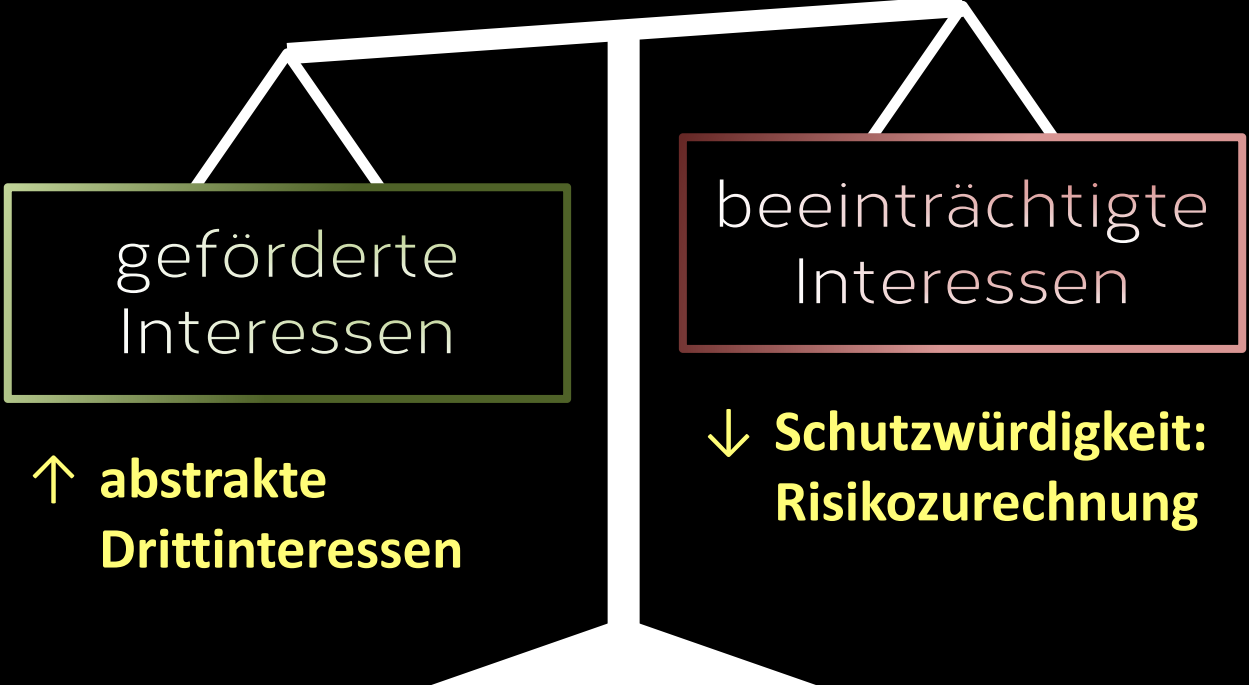 geförderte
Interessen
↑ abstrakte
Drittinteressen
beeinträchtigte
Interessen
↓ Schutzwürdigkeit:
Risikozurechnung